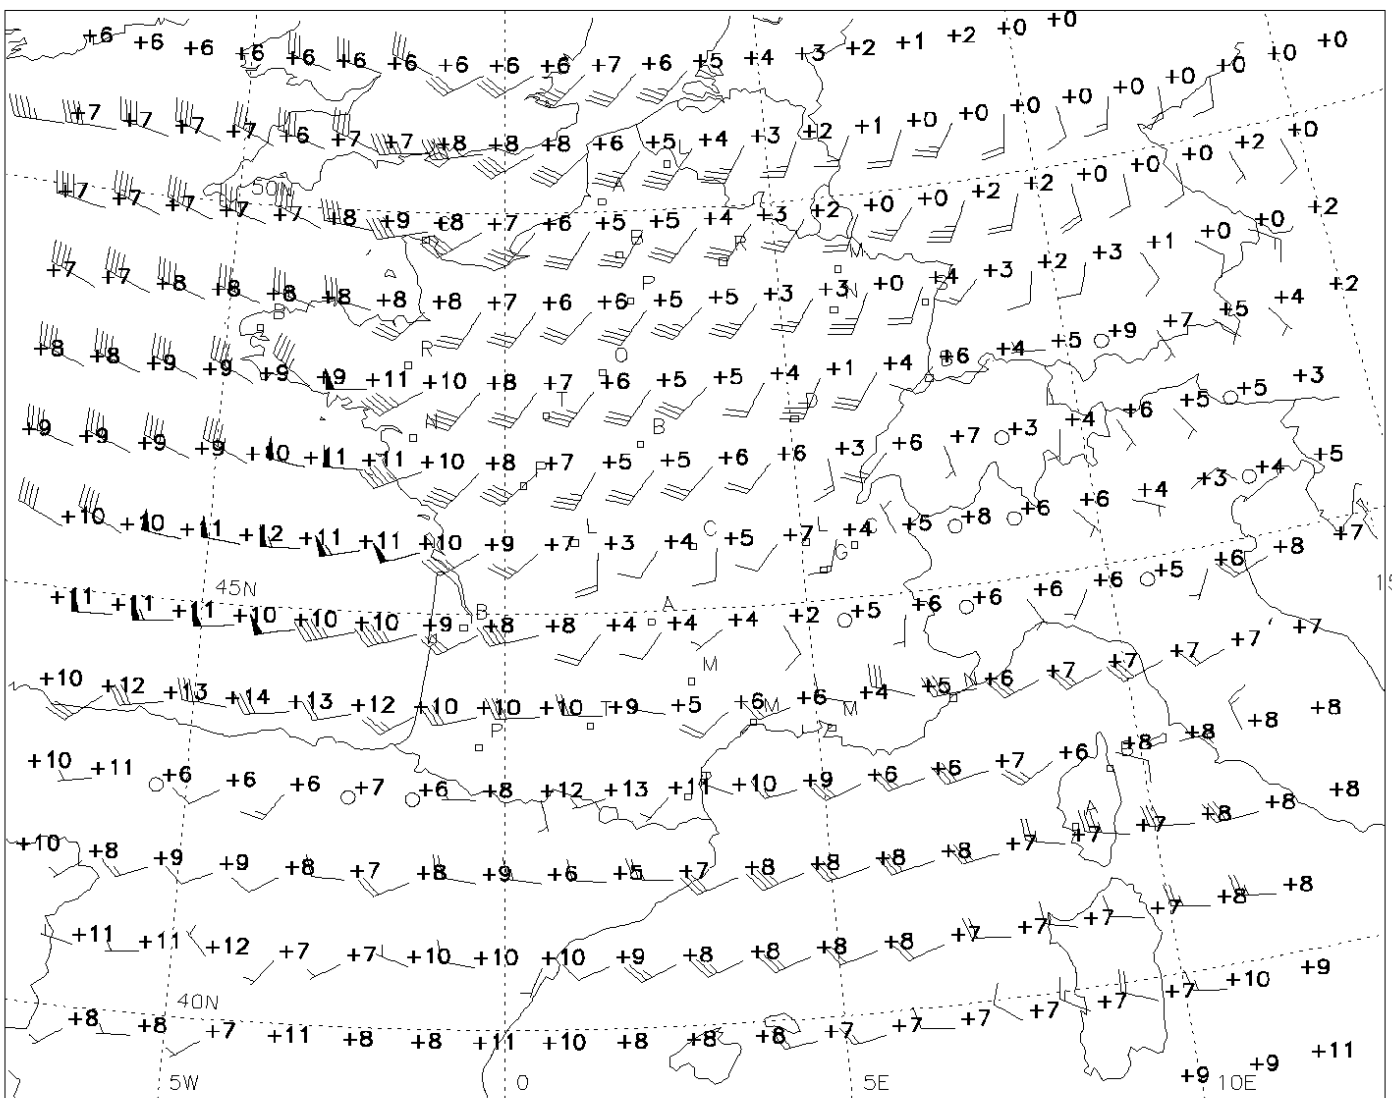 +6 +6 +6 +6 +6 +6 +6 +6 +6 +6 +7 +6 +5 +4 +3 +2 +1 +2 +0 +0
+7 +7 +7 +7 +6 +7 +7 +8 +8 +8 +6 +5 +4 +3 +2 +1 +0 +0 +0 +0 +0 +0 +0 +0 +0
L
50N
A
+7 +7 +7 +7 +7 +8 +9 +8 +7 +6 +5 +5 +4 +3 +2 +0 +0 +2 +2 +0 +0 +0 +2 +0
C B R M
+7 +7 +8 +8 +8 +8 +8 +8 +7 +6 +6 +5 +5 +3 +3 +0 +4 +3 +2 +3 +1 +0 +0 +2
P N S
B
R O B
+8 +8 +9 +9 +9 +9 +11 +10 +8 +7 +6 +5 +5 +4 +1 +4 +6 +4 +5 +9 +7 +5 +4 +2
N T B D
+9 +9 +9 +9 +10 +11 +11 +10 +8 +7 +5 +5 +6 +6 +3 +6 +7 +3 +4 +6 +5 +5 +3
P
+10 +10 +11 +12 +11 +11 +10 +9 +7 +3 +4 +5 +7 +4 +5 +8 +6 +6 +4 +3 +4 +5
L C L C
G
45N
15
+11 +11 +11 +10 +10 +10 +9 +8 +8 +4 +4 +4 +2 +5 +6 +6 +6 +6 +5 +6 +8 +7
B A
M
+10 +12 +13 +14 +13 +12 +10 +10 +10 +9 +5 +6 +6 +4 +5 +6 +7 +7 +7 +7 +7
P T M M N
+10 +11 +6 +6 +6 +7 +6 +8 +12 +13 +11 +10 +9 +6 +6 +7 +6 +8 +8 +8 +8
P B
A
+10 +8 +9 +9 +8 +7 +8 +9 +6 +5 +7 +8 +8 +8 +8 +7 +7 +7 +8 +8 +8
+11 +11 +12 +7 +7 +10 +10 +10 +9 +8 +8 +8 +8 +7 +7 +7 +7 +8 +8
40N
+8 +8 +7 +11 +8 +8 +11 +10 +8 +8 +8 +7 +7 +7 +7 +7 +7 +10 +9
+9 +9 +11
5W 0 5E 10E